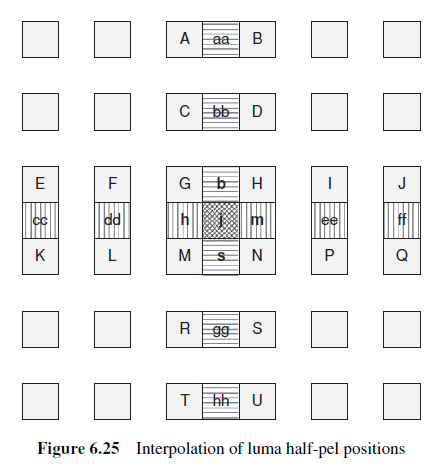 A aa B
C bb D
E F G b H I J
cc dd h j m ee ff
K L M s N P Q
R gg S
T hh U
Figure 6.25 Interpolation of luma half-pel positions